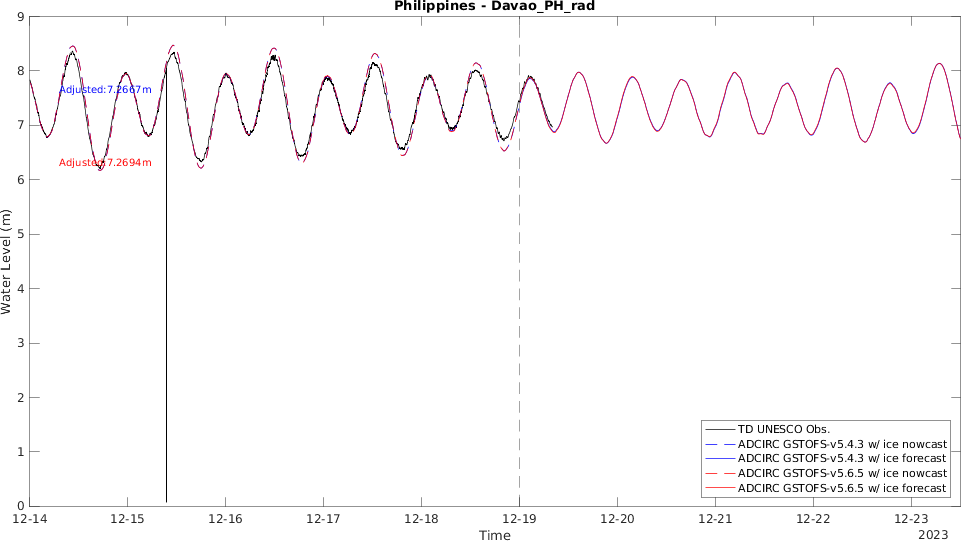 Philippines - Davao_PH_rad
9
8
7
6
5
4
3
2
1
0
Water Level (m)
Adjusted:7.2667m
Adjusted:7.2694m
TD UNESCO Obs.
ADCIRC GSTOFS-v5.4.3 w/ ice nowcast
ADCIRC GSTOFS-v5.4.3 w/ ice forecast
ADCIRC GSTOFS-v5.6.5 w/ ice nowcast
ADCIRC GSTOFS-v5.6.5 w/ ice forecast
12-14 12-15 12-16 12-17 12-18 12-19 12-20 12-21 12-22 12-23
Time
2023